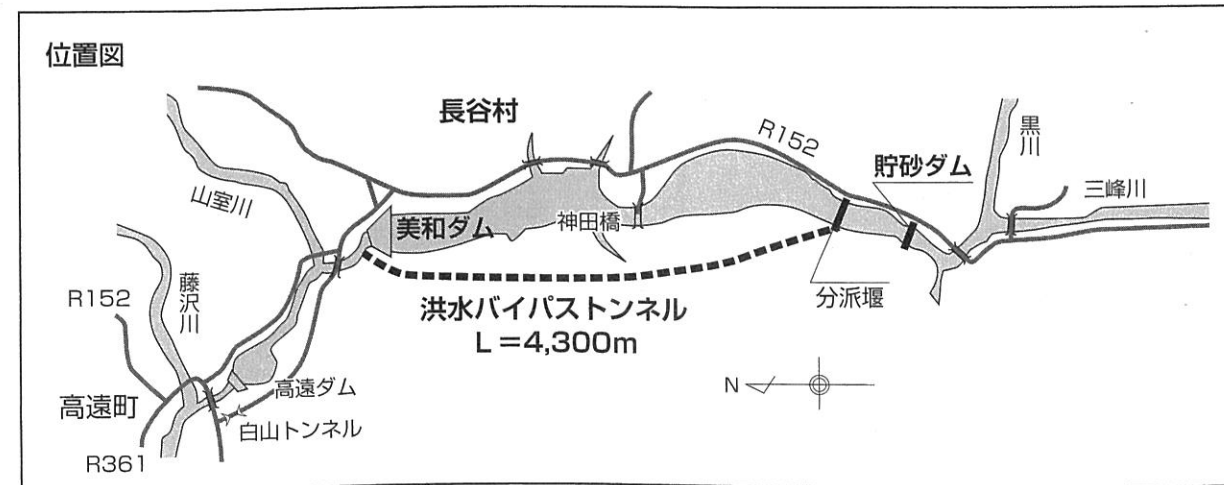 位置図
長谷村
R152
黒川
貯砂ダム
三峰川
山室川
美和ダム
神田橋
藤沢川
R152
分派堰
洪水バイパストンネル
L=4,300m
N
高遠ダム
高遠町
白山トンネル
R361